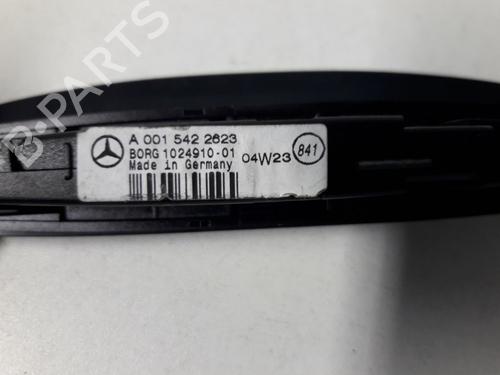 A 001 542 2623
BORG 1024910-01
Made in Germany
04W23
841
B-Parts